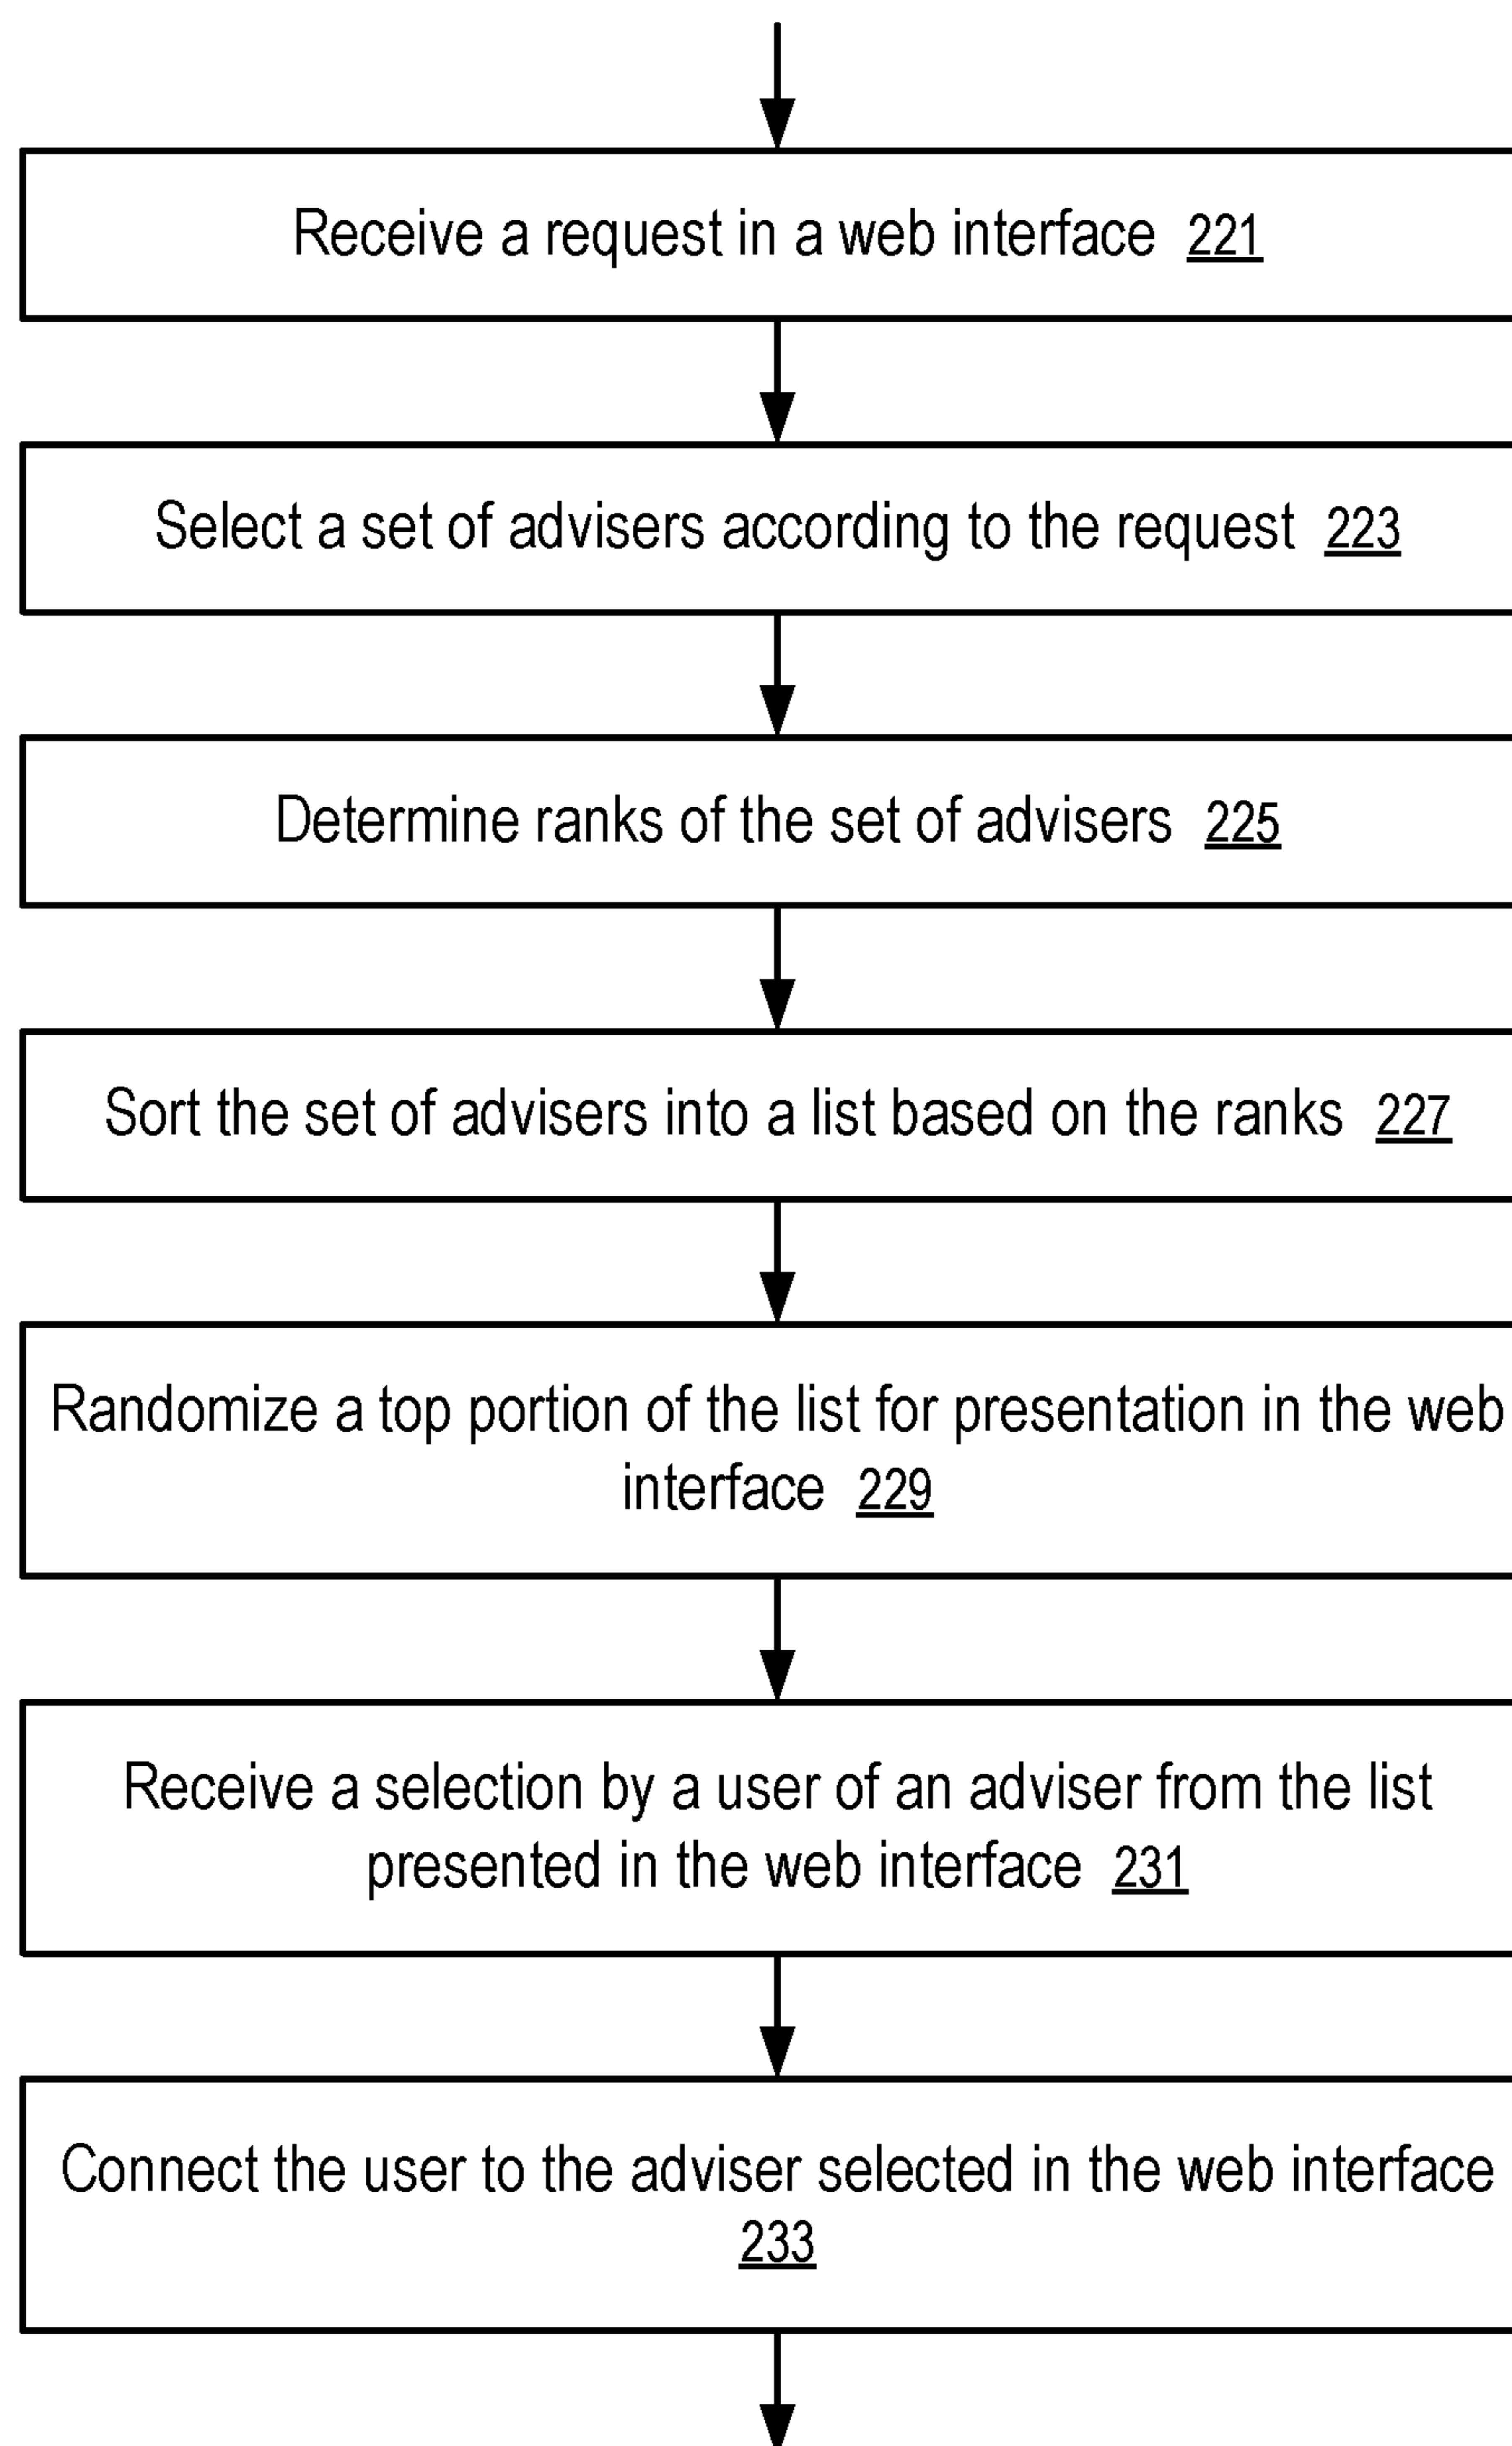 Receive a request in a web interface 221
Select a set of advisers according to the request 223
Determine ranks of the set of advisers 225
Sort the set of advisers into a list based on the ranks 227
Randomize a top portion of the list for presentation in the web
interface 229
Receive a selection by a user of an adviser from the list
presented in the web interface 231
Connect the user to the adviser selected in the web interface
233